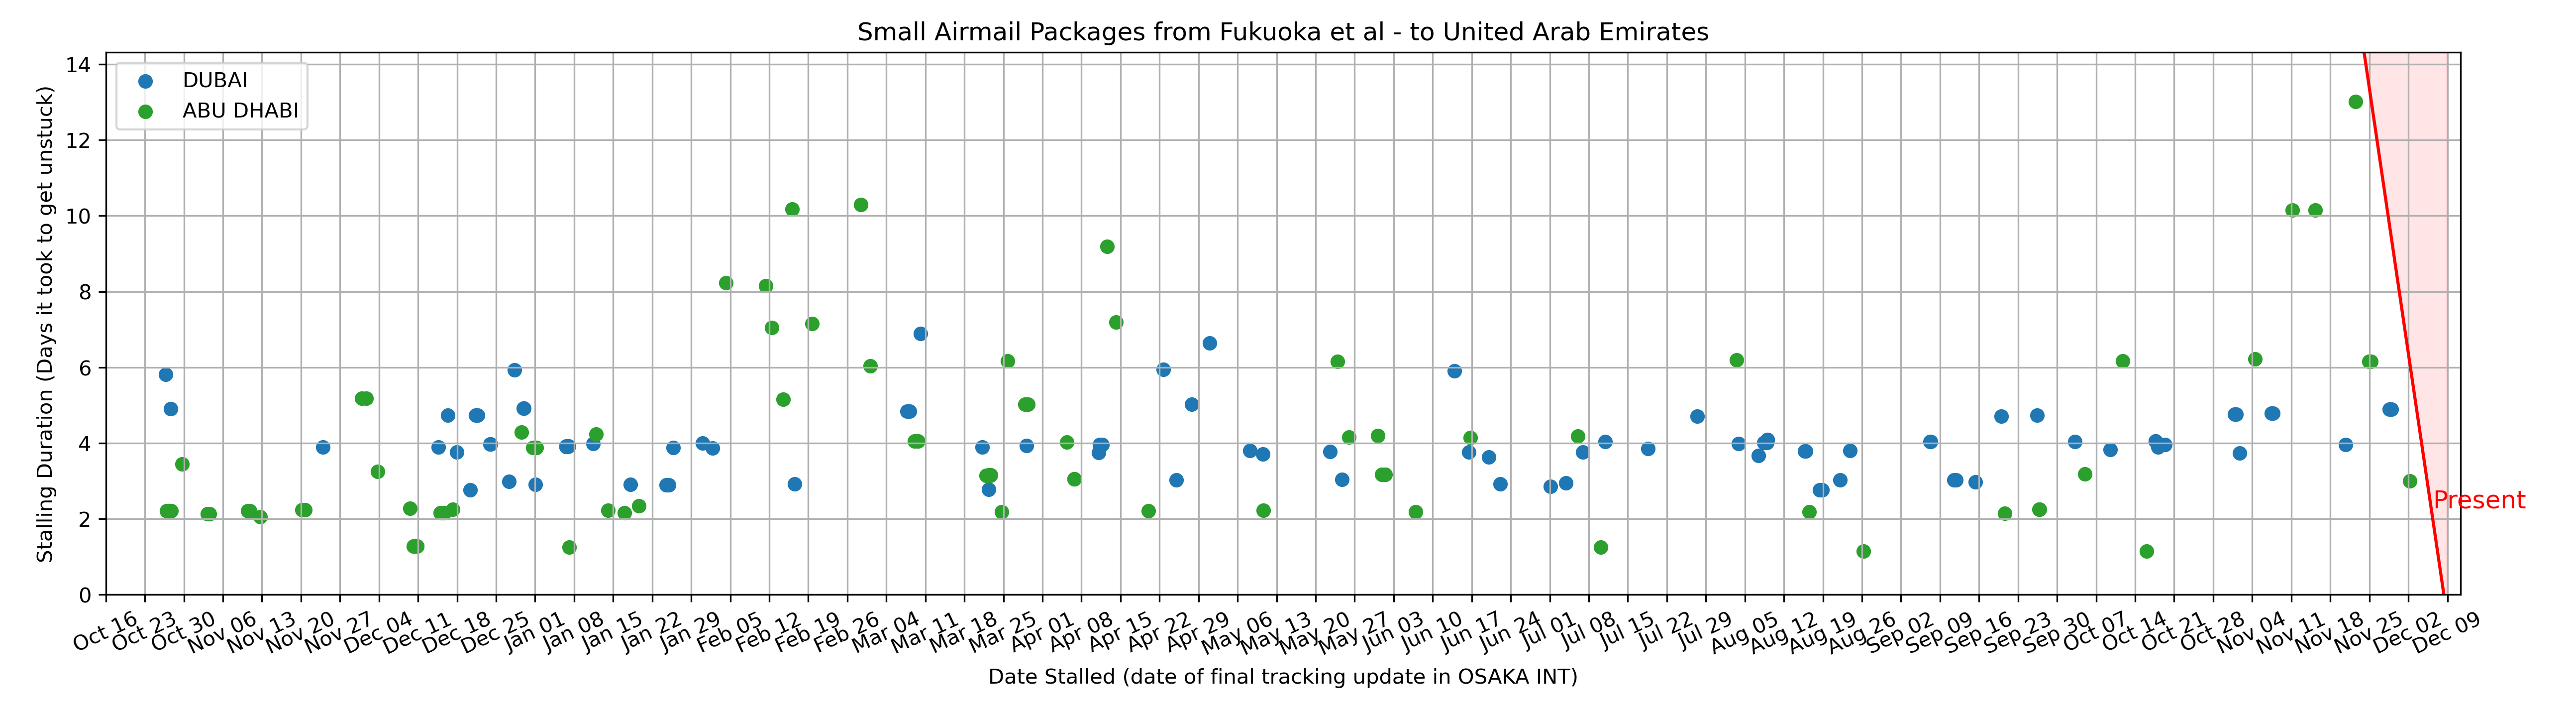 Small Airmail Packages from Fukuoka et al - to United Arab Emirates
Stalling Duration (Days it took to get unstuck)
14
12
10
8
6
4
2
0
DUBAI
ABU DHABI
Present
Oct 16 Oct 23 Oct 30 Nov 06 Nov 13 Nov 20 Nov 27 Dec 04 Dec 11 Dec 18 Dec 25 Jan 01 Jan 08 Jan 15 Jan 22 Jan 29 Feb 05 Feb 12 Feb 19 Feb 26 Mar 04 Mar 11 Mar 18 Mar 25 Apr 01 Apr 08 Apr 15 Apr 22 Apr 29 May 06 May 13 May 20 May 27 Jun 03 Jun 10 Jun 17 Jun 24 Jul 01 Jul 08 Jul 15 Jul 22 Jul 29 Aug 05 Aug 12 Aug 19 Aug 26 Sep 02 Sep 09 Sep 16 Sep 23 Sep 30 Oct 07 Oct 14 Oct 21 Oct 28 Nov 04 Nov 11 Nov 18 Nov 25 Dec 02 Dec 09
Date Stalled (date of final tracking update in OSAKA INT)